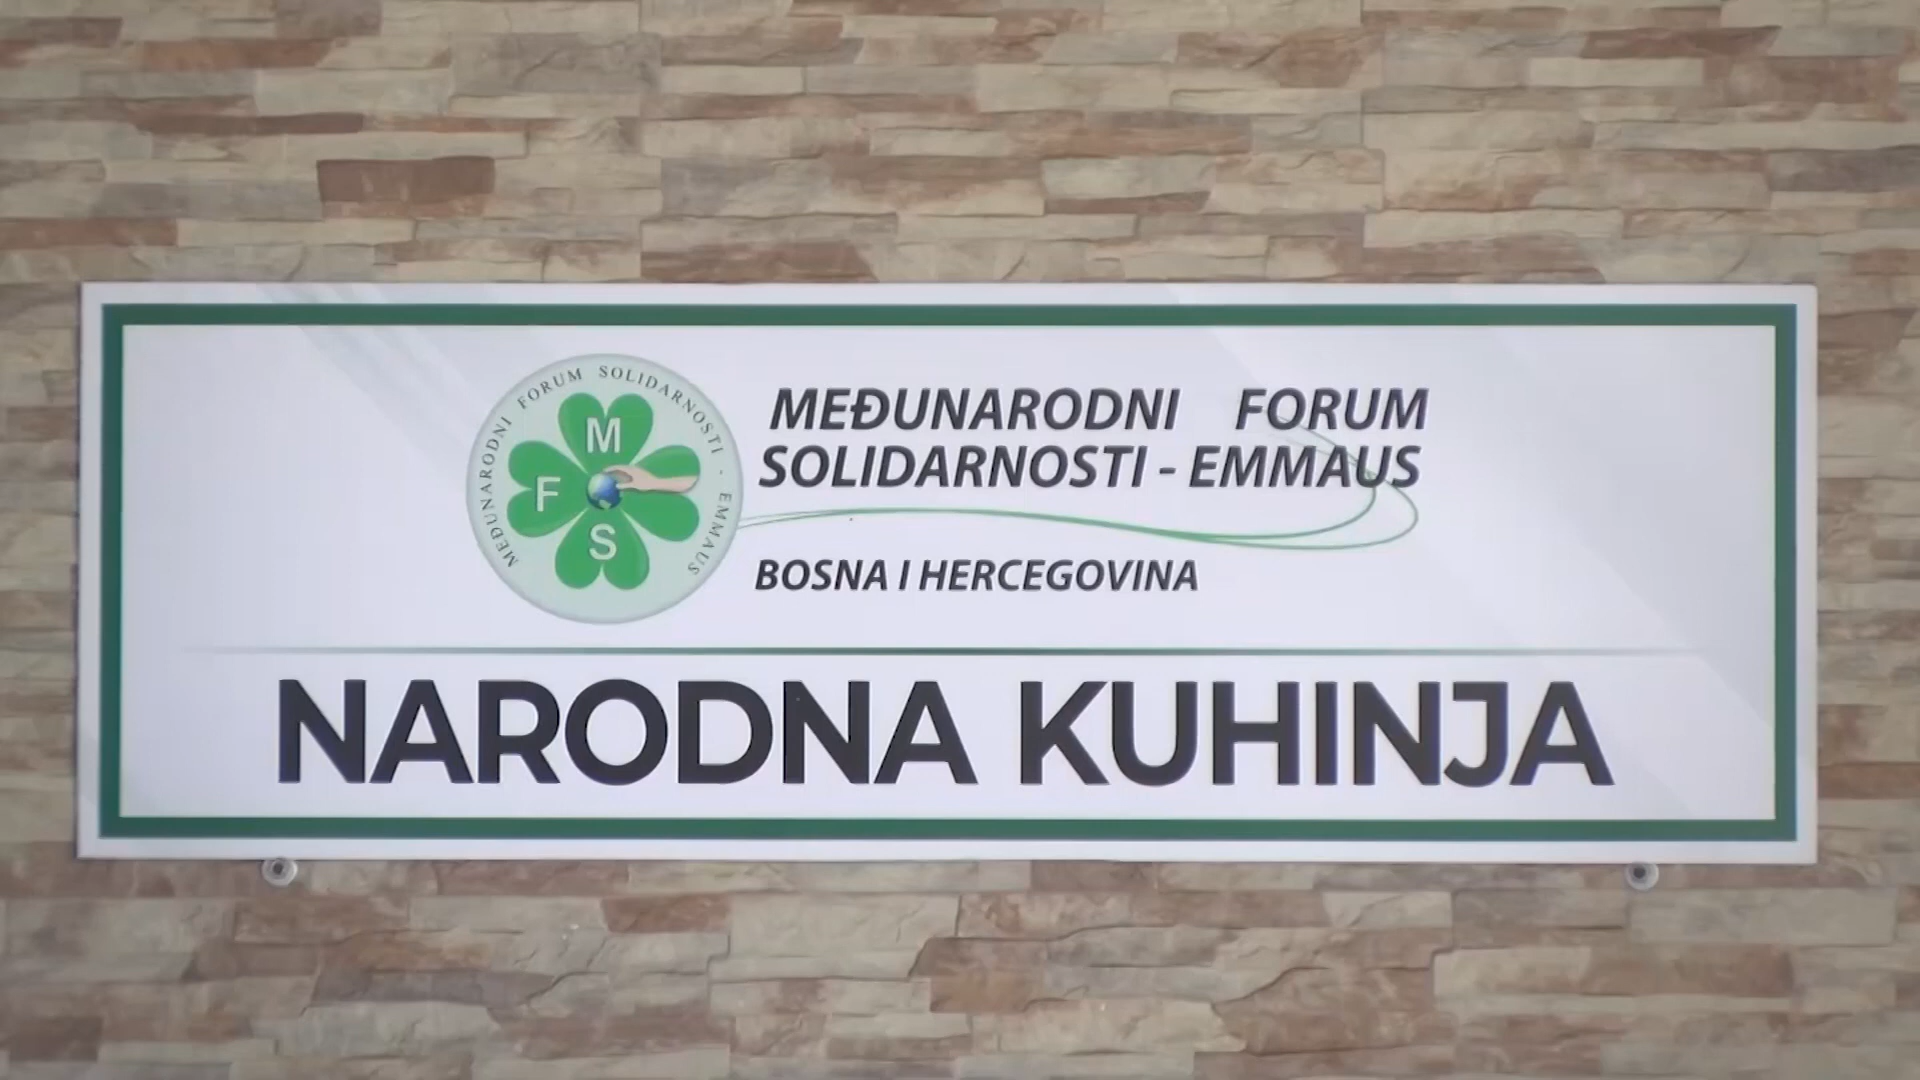 MEĐUNARODNI FORUM SOLIDARNOSTI - EMMAUS
M
F
S
MEĐUNARODNI FORUM
SOLIDARNOSTI - EMMAUS
BOSNA I HERCEGOVINA
NARODNA KUHINJA